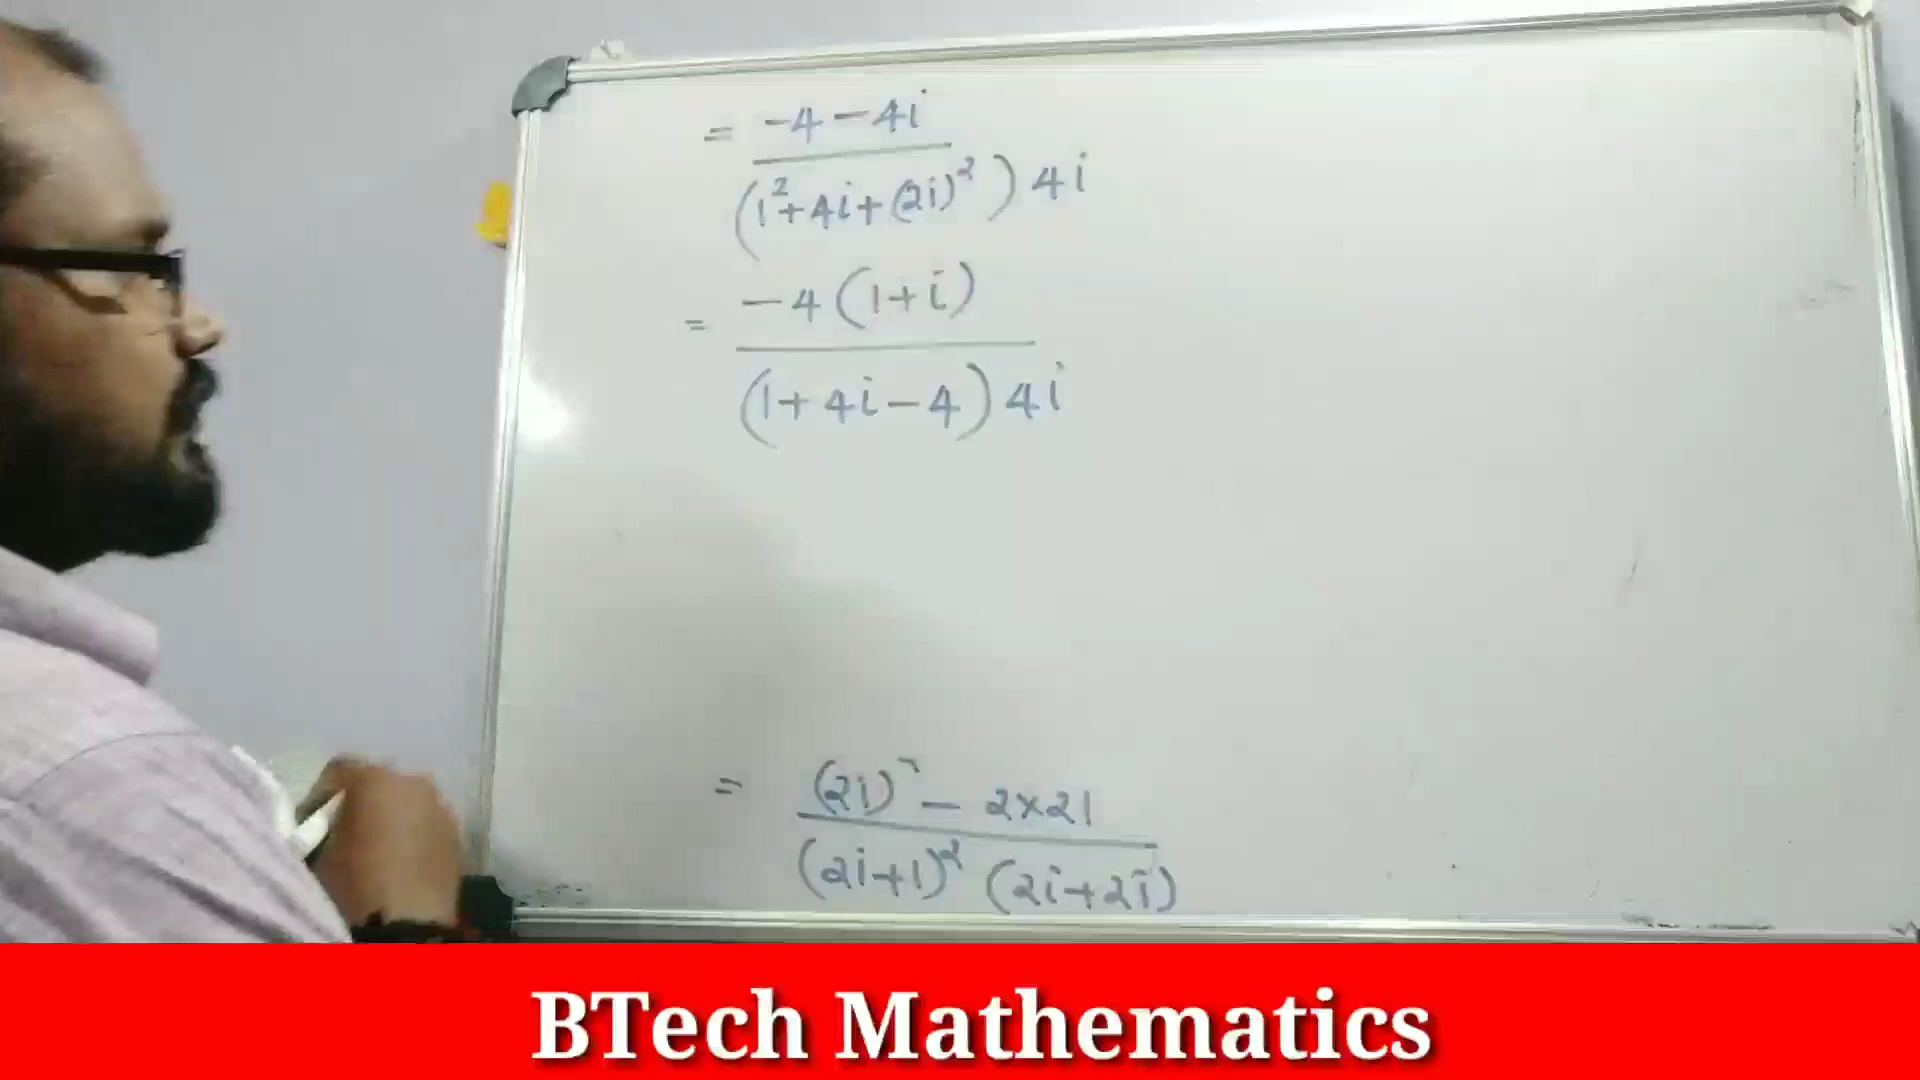 = -4 - 4i
(1² + 4i + (2i)²) 4i
= -4 (1 + i)
(1 + 4i - 4) 4i
= (2i)² - 2×2i
(2i+1)² (2i+2i)
BTech Mathematics